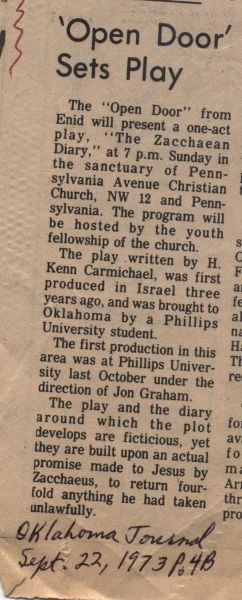 'Open Door'
Sets Play
The "Open Door" from
Enid will present a one-act
play, "The Zacchaean
Diary," at 7 p.m. Sunday in
the sanctuary of Penn-
sylvania Avenue Christian
Church, NW 12 and Penn-
sylvania. The program will
be hosted by the youth
fellowship of the church.
The play written by H.
Kenn Carmichael, was first
produced in Israel three
years ago, and was brought to
Oklahoma by a Phillips
University student.
The first production in this
area was at Phillips Univer-
sity last October under the
direction of Jon Graham.
The play and the diary
around which the plot
develops are ficticious, yet
they are built upon an actual
promise made to Jesus by
Zacchaeus, to return four-
fold anything he had taken
unlawfully.
Oklahoma Journal
Sept. 22, 1973 P. 4B